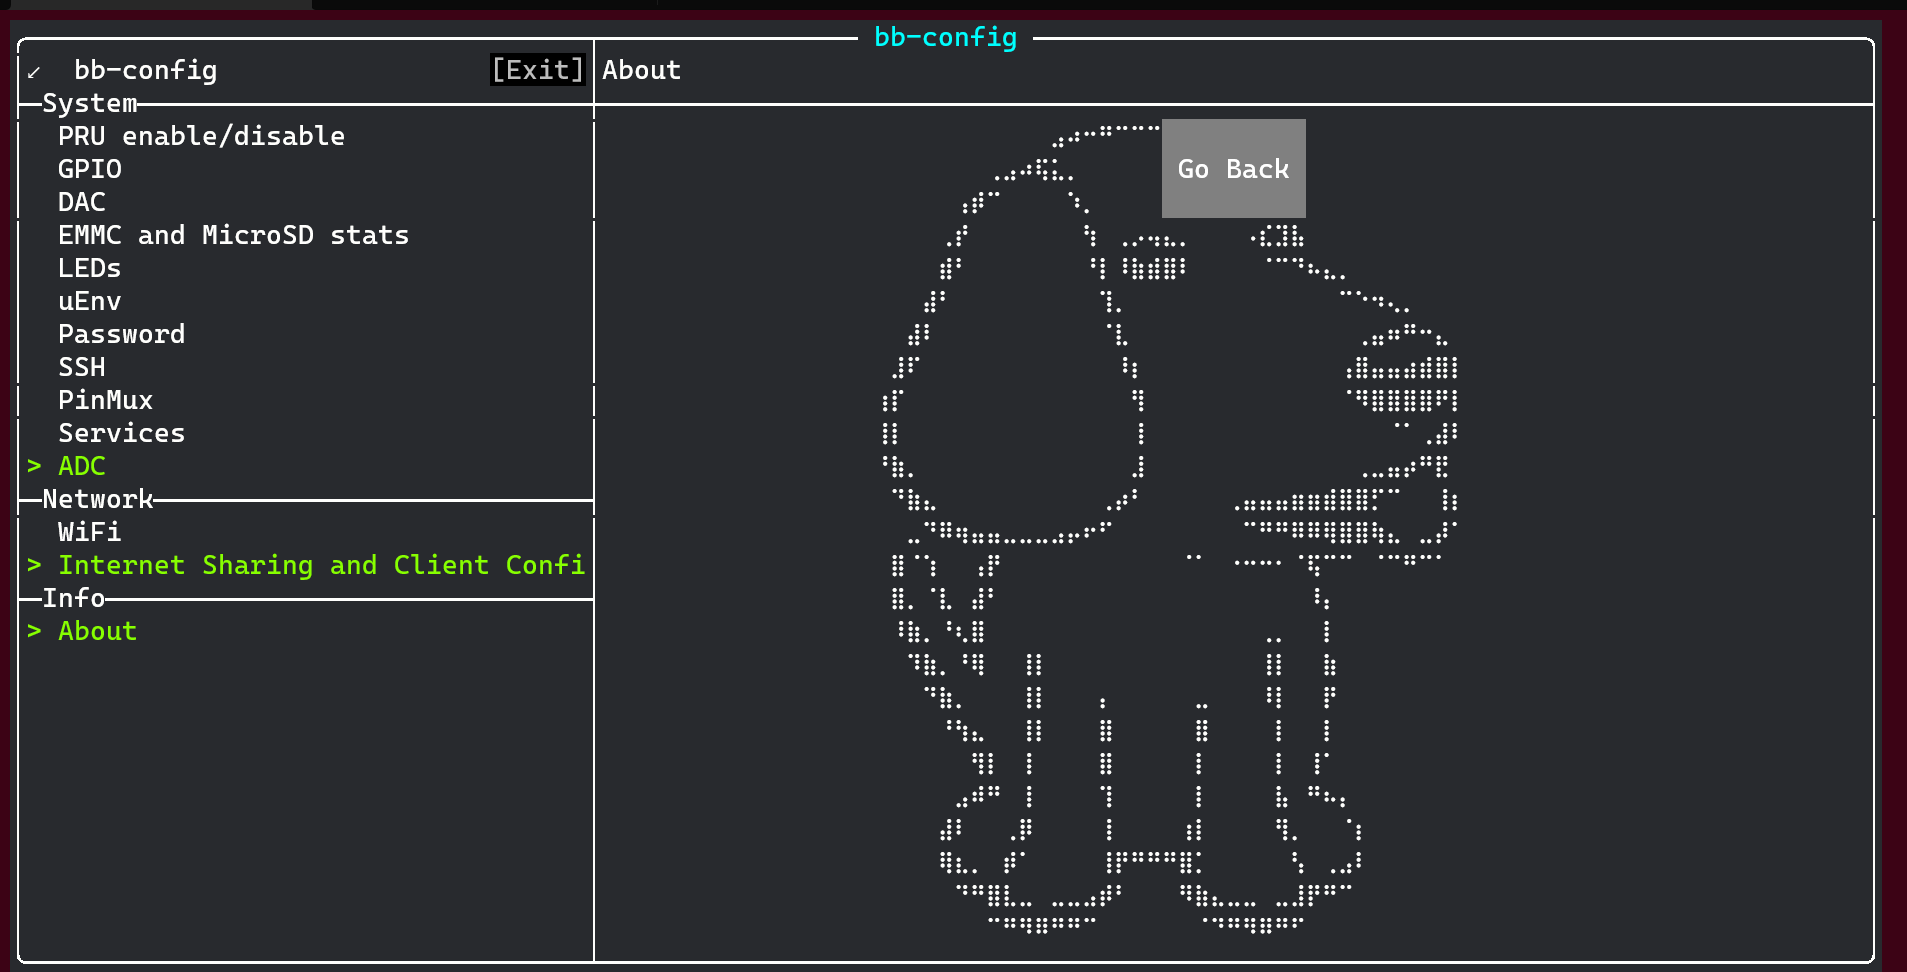 bb-config
↙ bb-config [Exit] About
System
PRU enable/disable
GPIO
DAC
EMMC and MicroSD stats
LEDs
uEnv
Password
SSH
PinMux
Services
> ADC
Network
WiFi
> Internet Sharing and Client Confi
Info
> About
Go Back